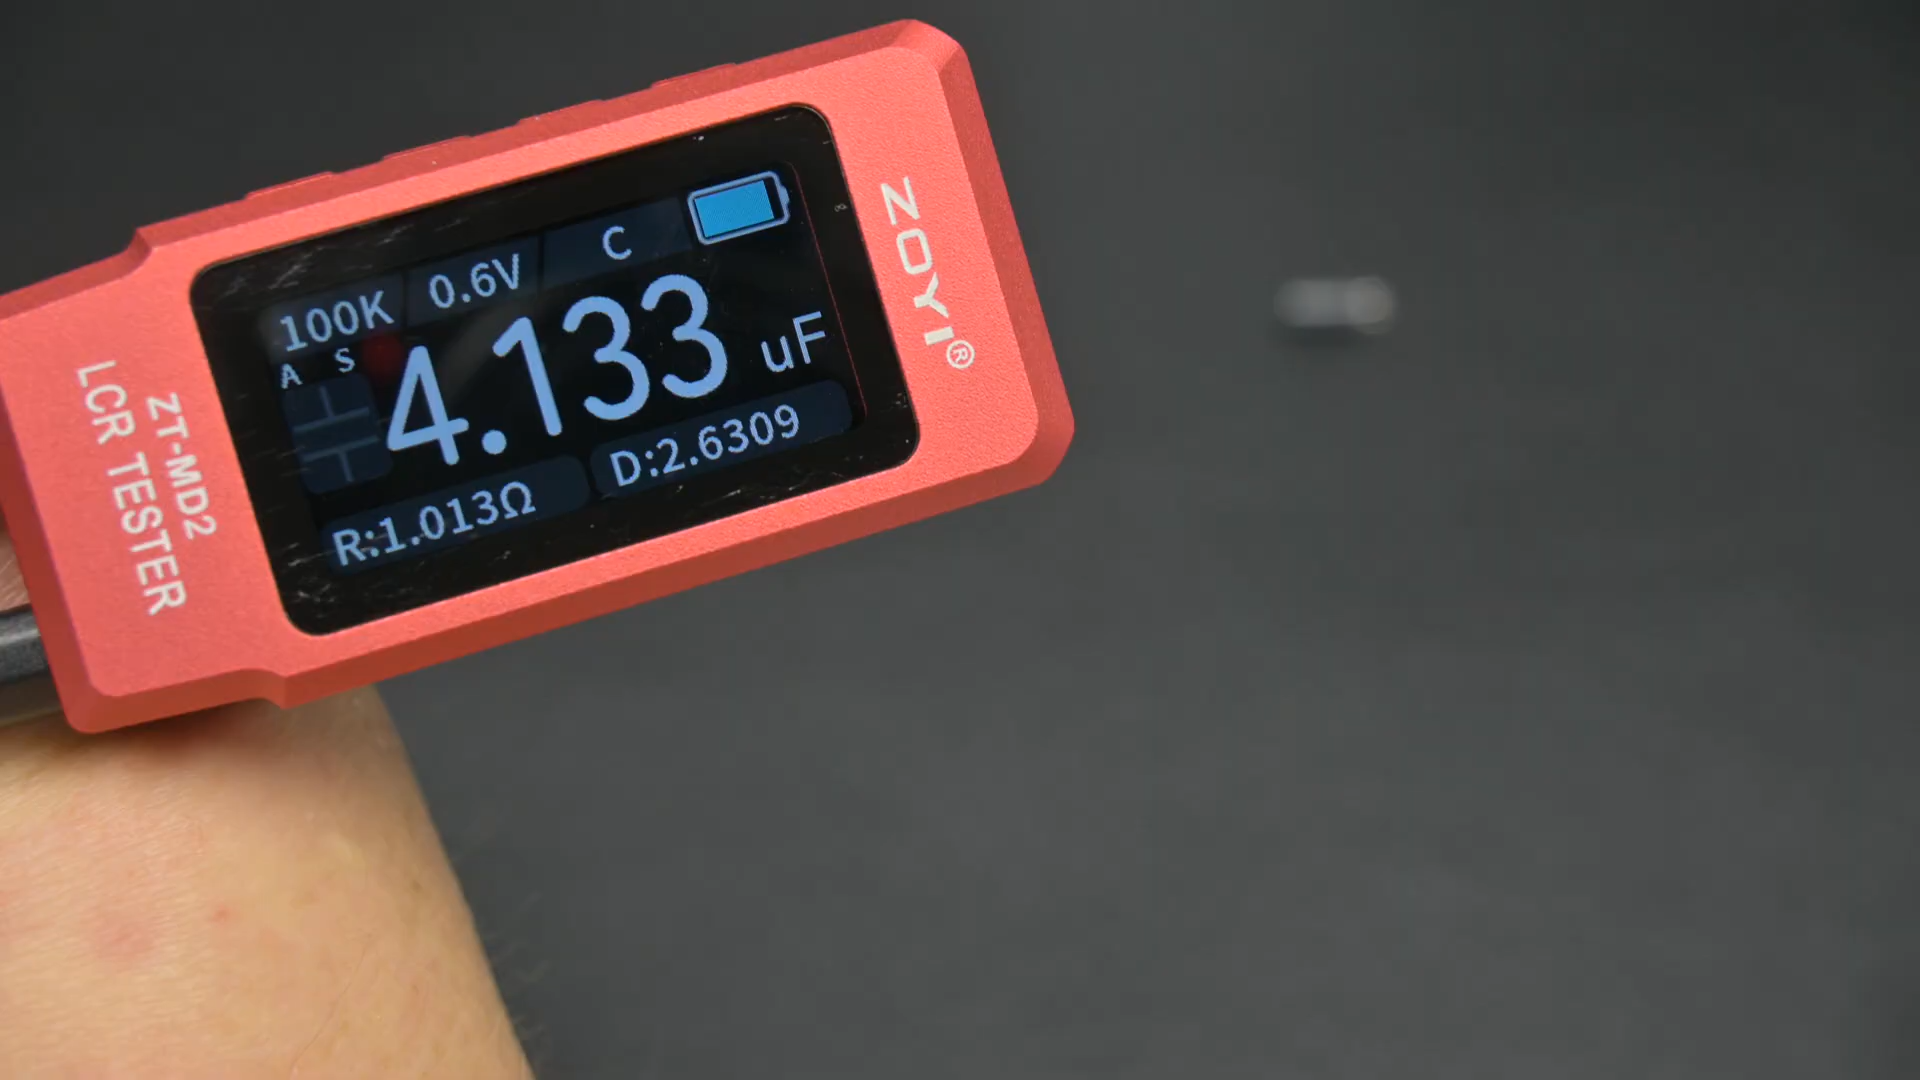 100K 0.6V C
A S
4.133 uF
R:1.013Ω D:2.6309
ZOYI®
ZT-MD2
LCR TESTER